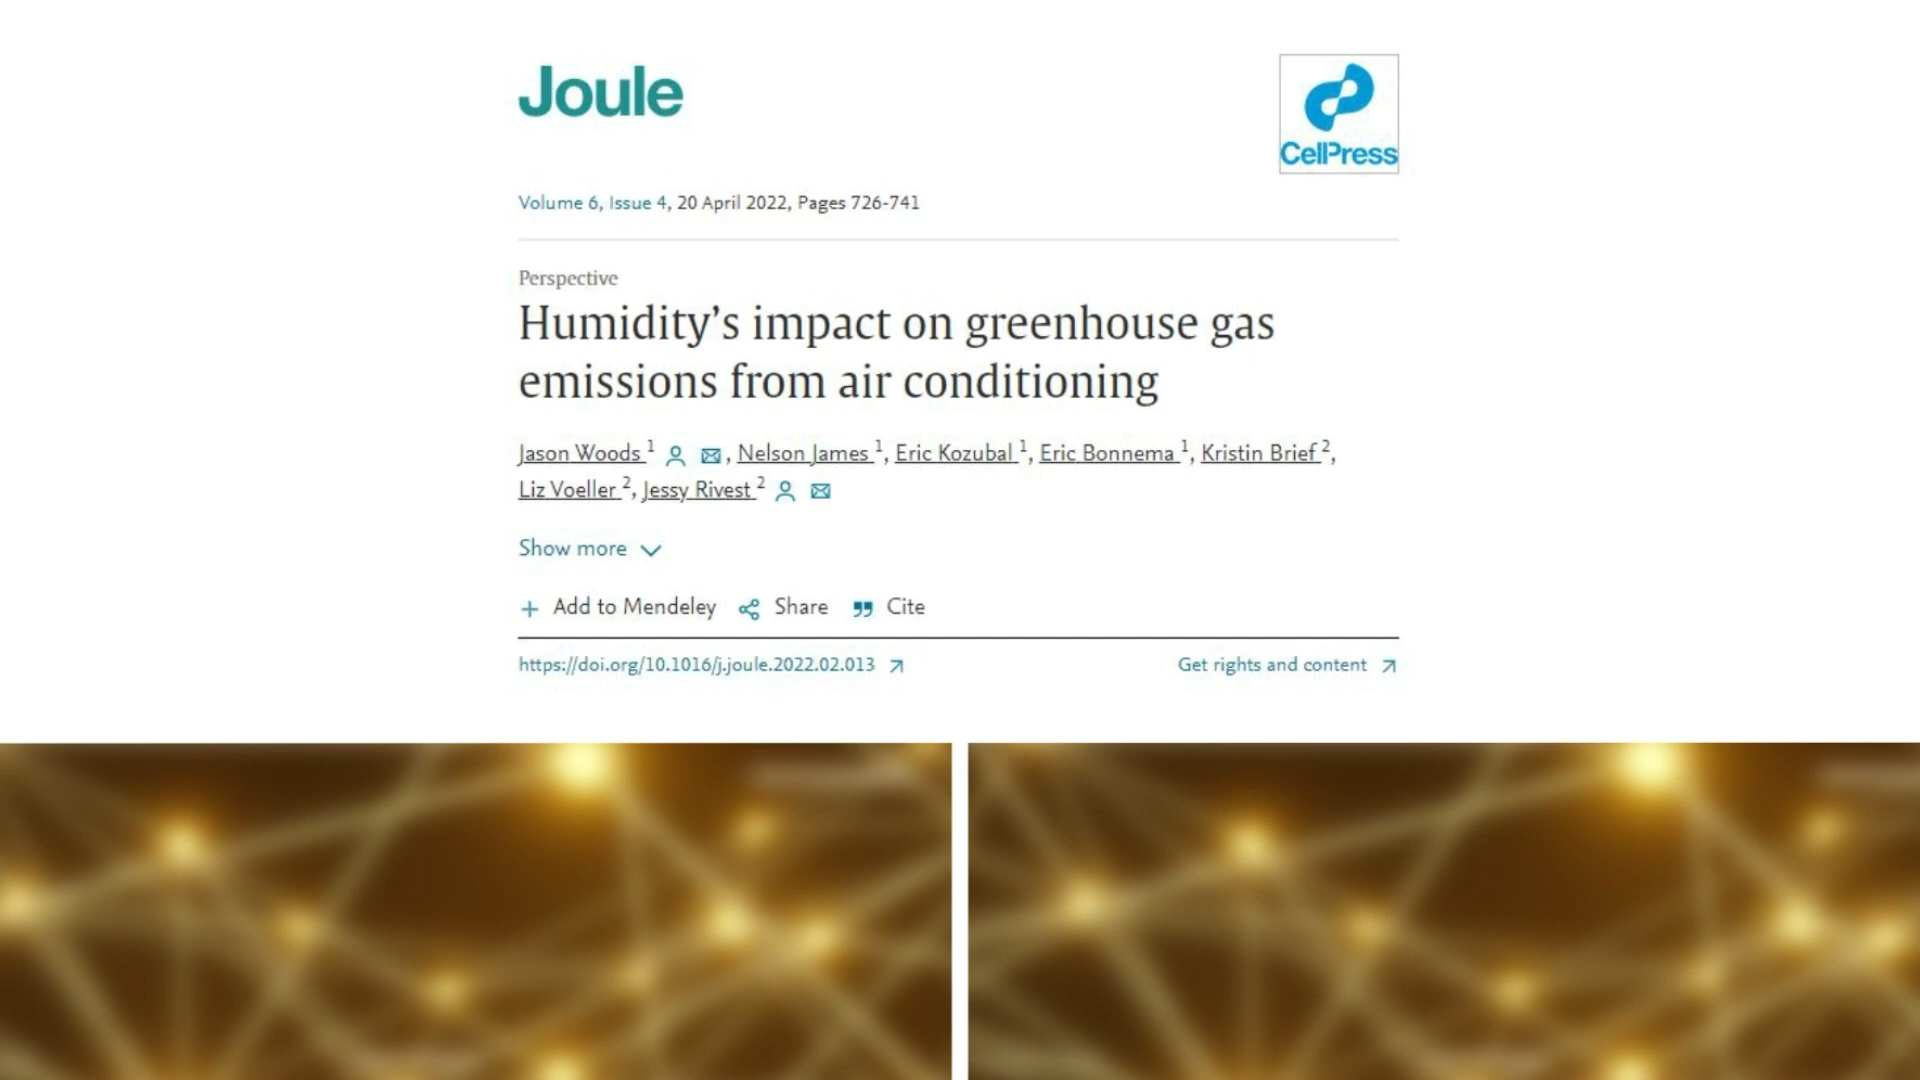 Joule
CellPress
Volume 6, Issue 4, 20 April 2022, Pages 726-741
Perspective
Humidity’s impact on greenhouse gas
emissions from air conditioning
Jason Woods 1, Nelson James 1, Eric Kozubal 1, Eric Bonnema 1, Kristin Brief 2,
Liz Voeller 2, Jessy Rivest 2
Show more
Add to Mendeley Share Cite
https://doi.org/10.1016/j.joule.2022.02.013 Get rights and content